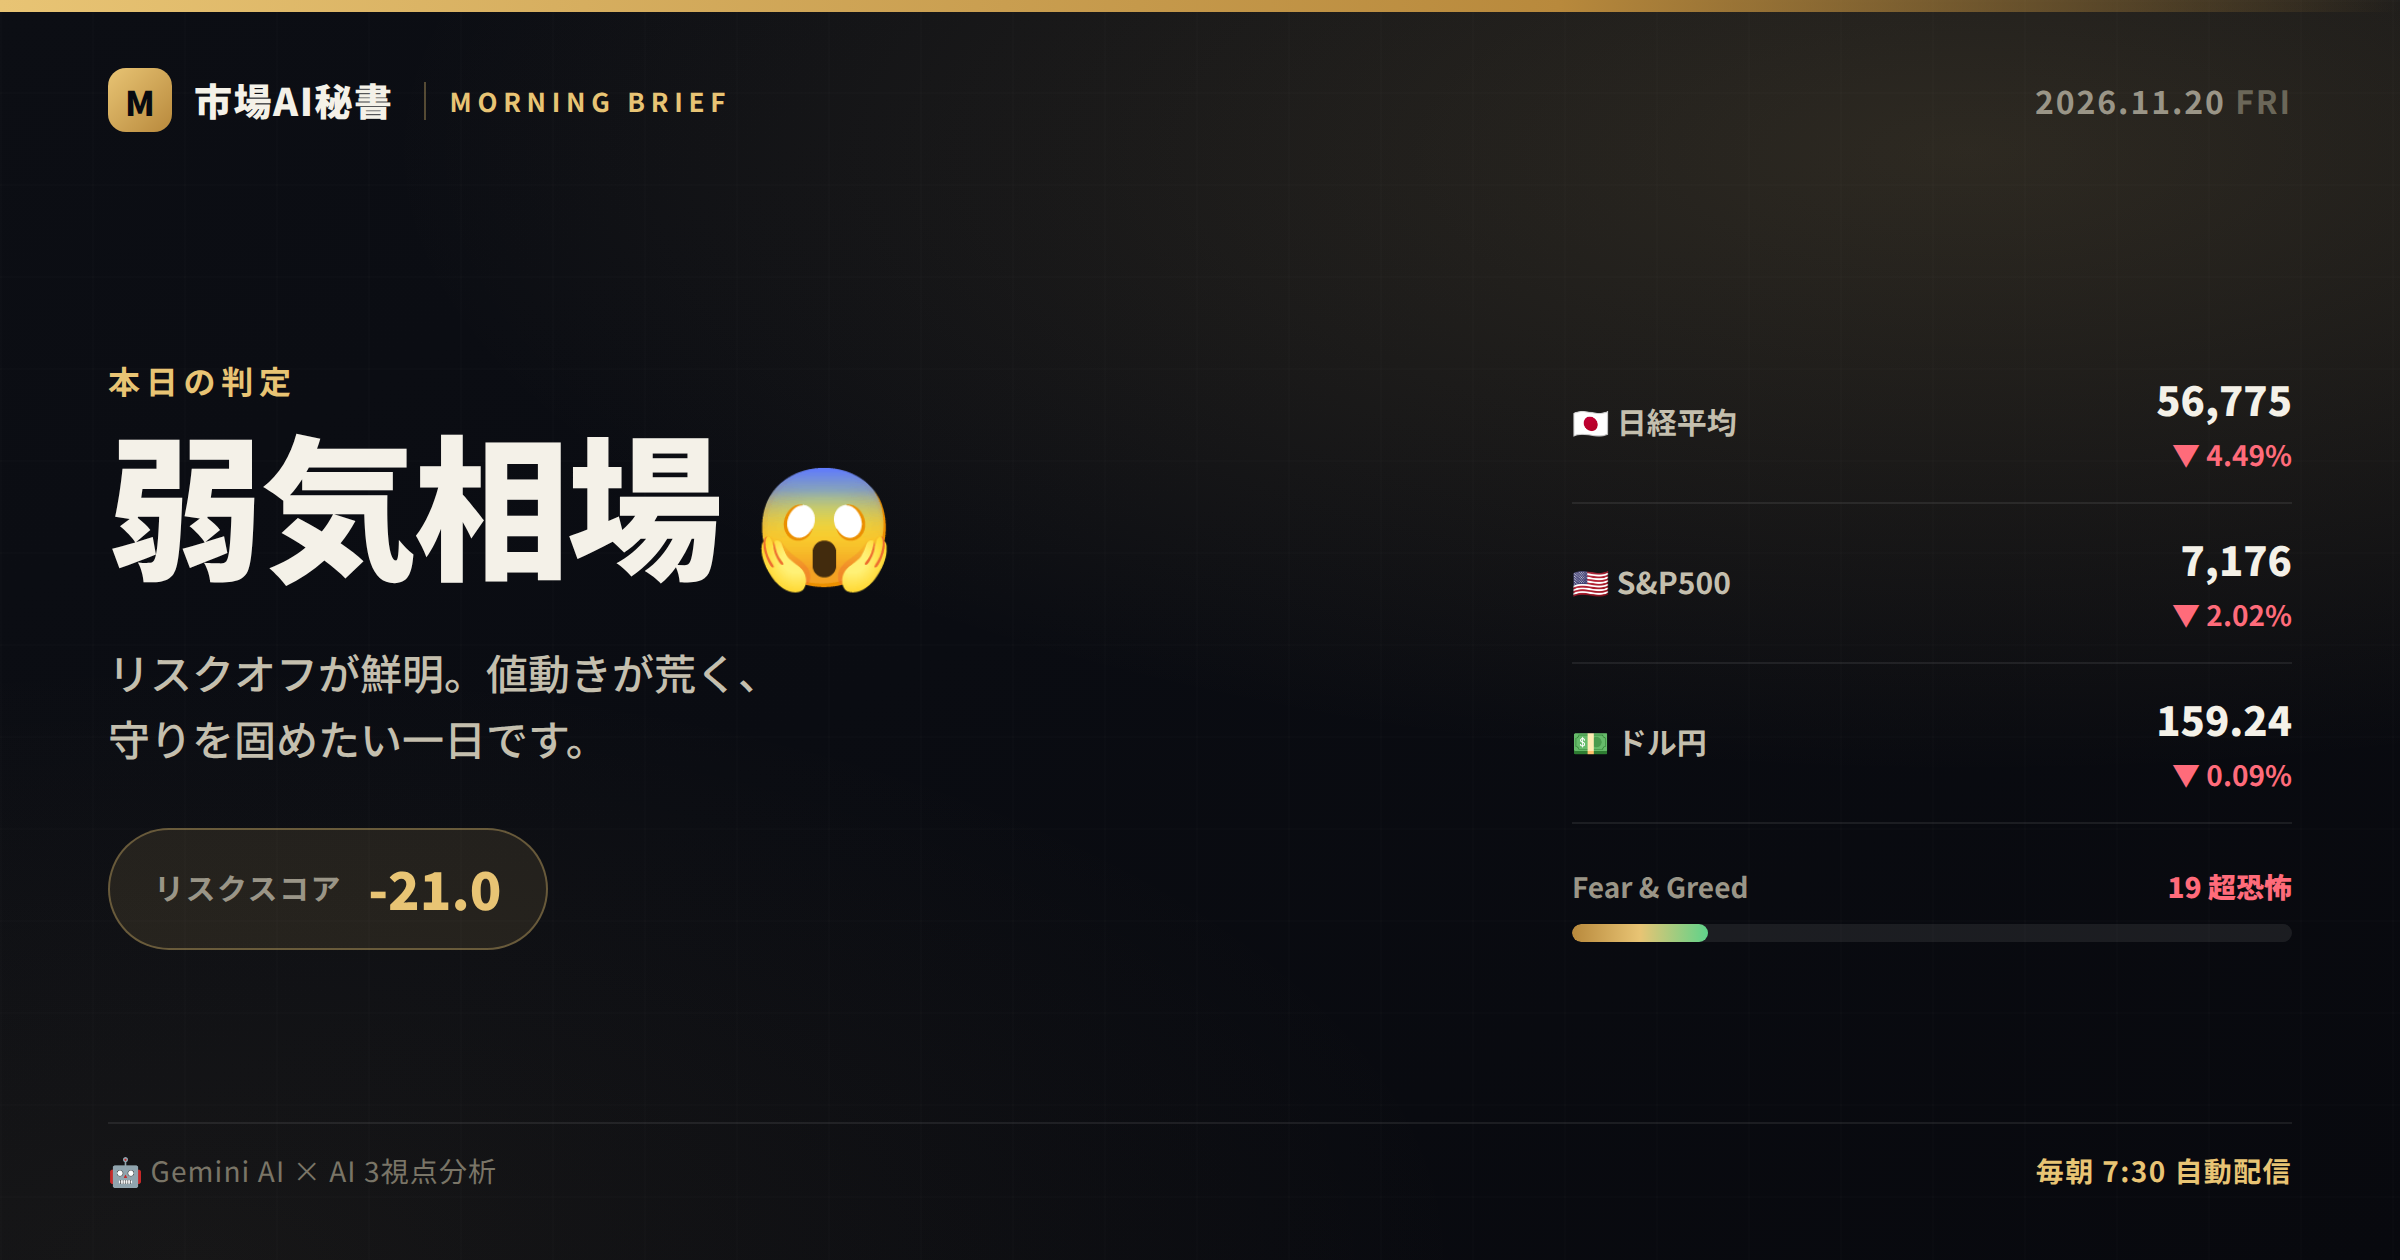 M 市場AI秘書 MORNING BRIEF
2026.11.20 FRI
本日の判定
弱気相場 😱
リスクオフが鮮明。値動きが荒く、
守りを固めたい一日です。
リスクスコア -21.0
🇯🇵 日経平均 56,775
▼ 4.49%
🇺🇸 S&P500 7,176
▼ 2.02%
💵 ドル円 159.24
▼ 0.09%
Fear & Greed 19 超恐怖
🤖 Gemini AI × AI 3視点分析
毎朝 7:30 自動配信